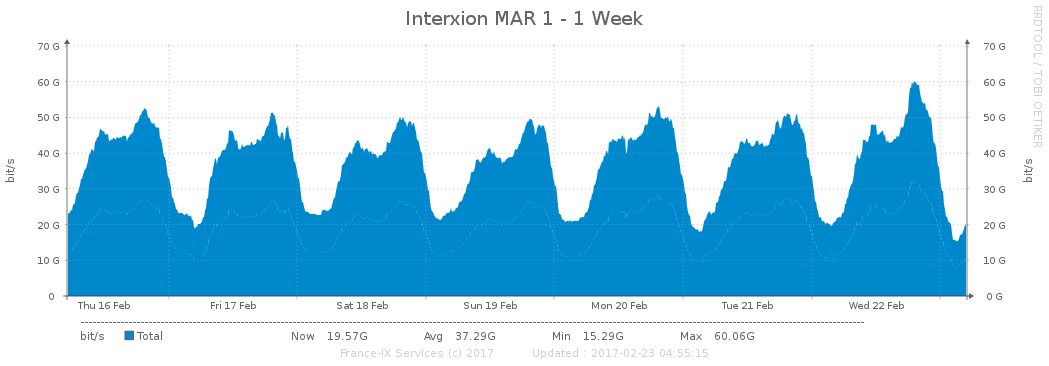 Interxion MAR 1 - 1 Week
RRDTOOL / TOBI OETIKER
bit/s
70 G 70 G
60 G 60 G
50 G 50 G
40 G 40 G
30 G 30 G
20 G 20 G
10 G 10 G
0 0 G
bit/s
Thu 16 Feb Fri 17 Feb Sat 18 Feb Sun 19 Feb Mon 20 Feb Tue 21 Feb Wed 22 Feb
bit/s Total Now 19.57G Avg 37.29G Min 15.29G Max 60.06G
France-IX Services (c) 2017 Updated : 2017-02-23 04:55:15